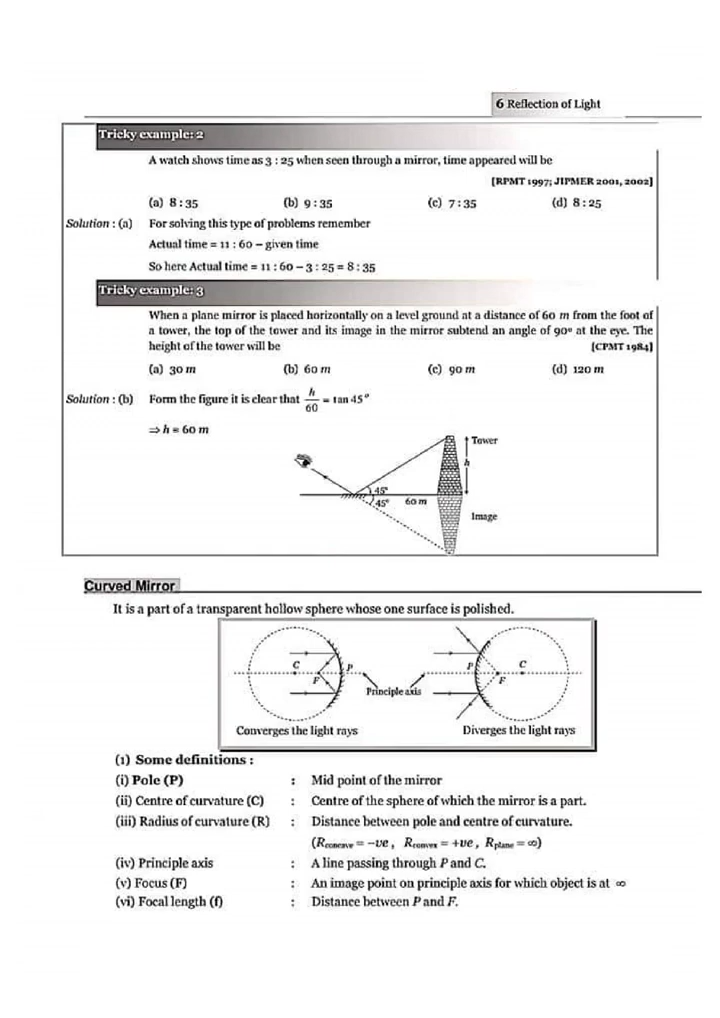 6 Reflection of Light
Tricky example: 2
A watch shows time as 3 : 25 when seen through a mirror, time appeared will be
[RPMT 1997; JIPMER 2001, 2002]
(a) 8 : 35 (b) 9 : 35 (c) 7 : 35 (d) 8 : 25
Solution : (a) For solving this type of problems remember
Actual time = 11 : 60 – given time
So here Actual time = 11 : 60 – 3 : 25 = 8 : 35
Tricky example: 3
When a plane mirror is placed horizontally on a level ground at a distance of 60 m from the foot of
a tower, the top of the tower and its image in the mirror subtend an angle of 90° at the eye. The
height of the tower will be [CPMT 1984]
(a) 30 m (b) 60 m (c) 90 m (d) 120 m
Solution : (b) Form the figure it is clear that h/60 = tan 45°
⇒ h = 60 m
Tower
h
45°
45°
60 m
Image
Curved Mirror
It is a part of a transparent hollow sphere whose one surface is polished.
C F P
P F C
Principle axis
Converges the light rays Diverges the light rays
(1) Some definitions :
(i) Pole (P) : Mid point of the mirror
(ii) Centre of curvature (C) : Centre of the sphere of which the mirror is a part.
(iii) Radius of curvature (R) : Distance between pole and centre of curvature.
(Rconcave = –ve , Rconvex = +ve , Rplane = ∞)
(iv) Principle axis : A line passing through P and C.
(v) Focus (F) : An image point on principle axis for which object is at ∞
(vi) Focal length (f) : Distance between P and F.